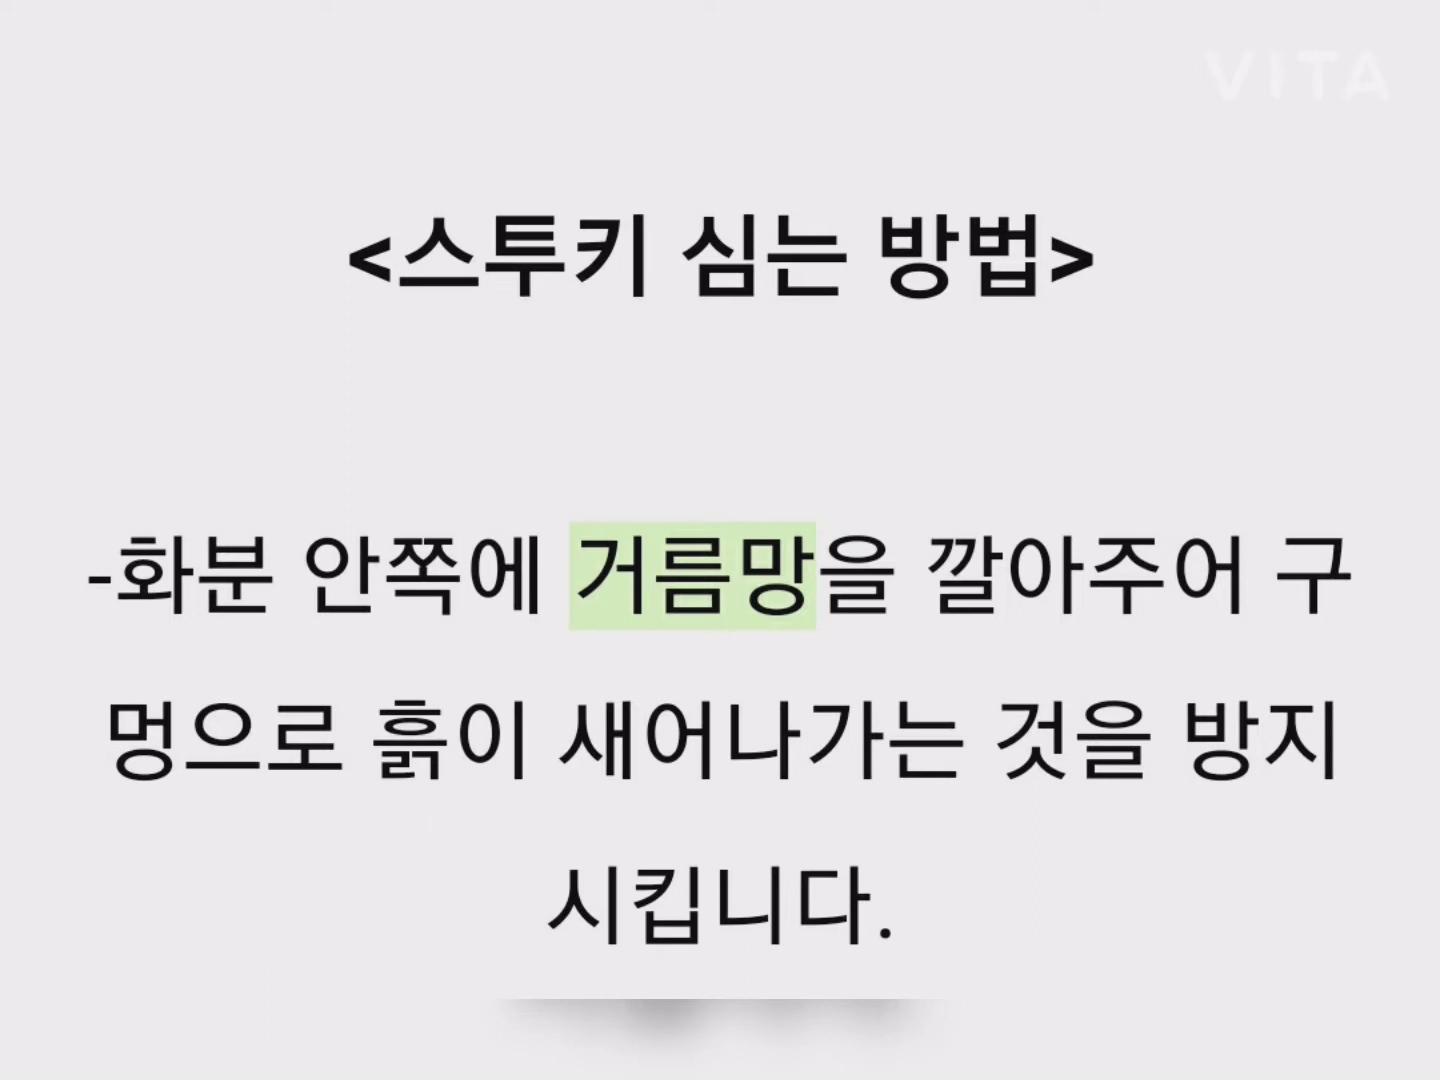 VITA
<스투키 심는 방법>
-화분 안쪽에 거름망을 깔아주어 구
멍으로 흙이 새어나가는 것을 방지
시킵니다.